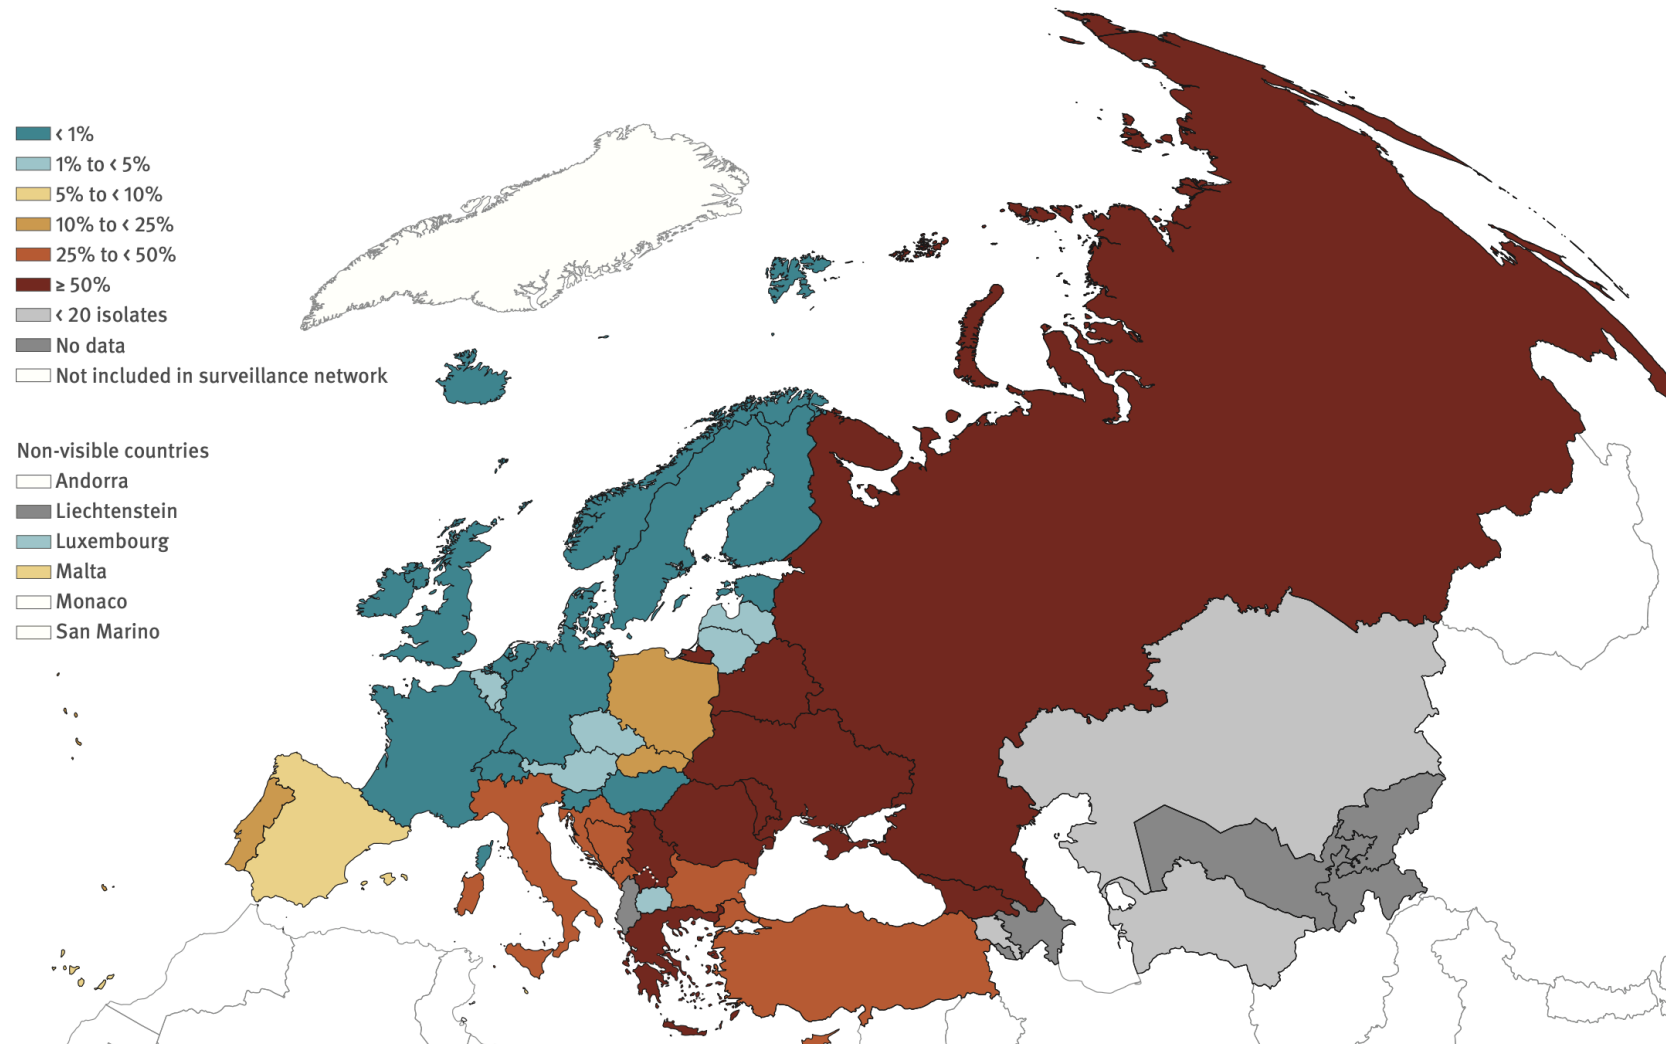 < 1%
1% to < 5%
5% to < 10%
10% to < 25%
25% to < 50%
≥ 50%
< 20 isolates
No data
Not included in surveillance network
Non-visible countries
Andorra
Liechtenstein
Luxembourg
Malta
Monaco
San Marino